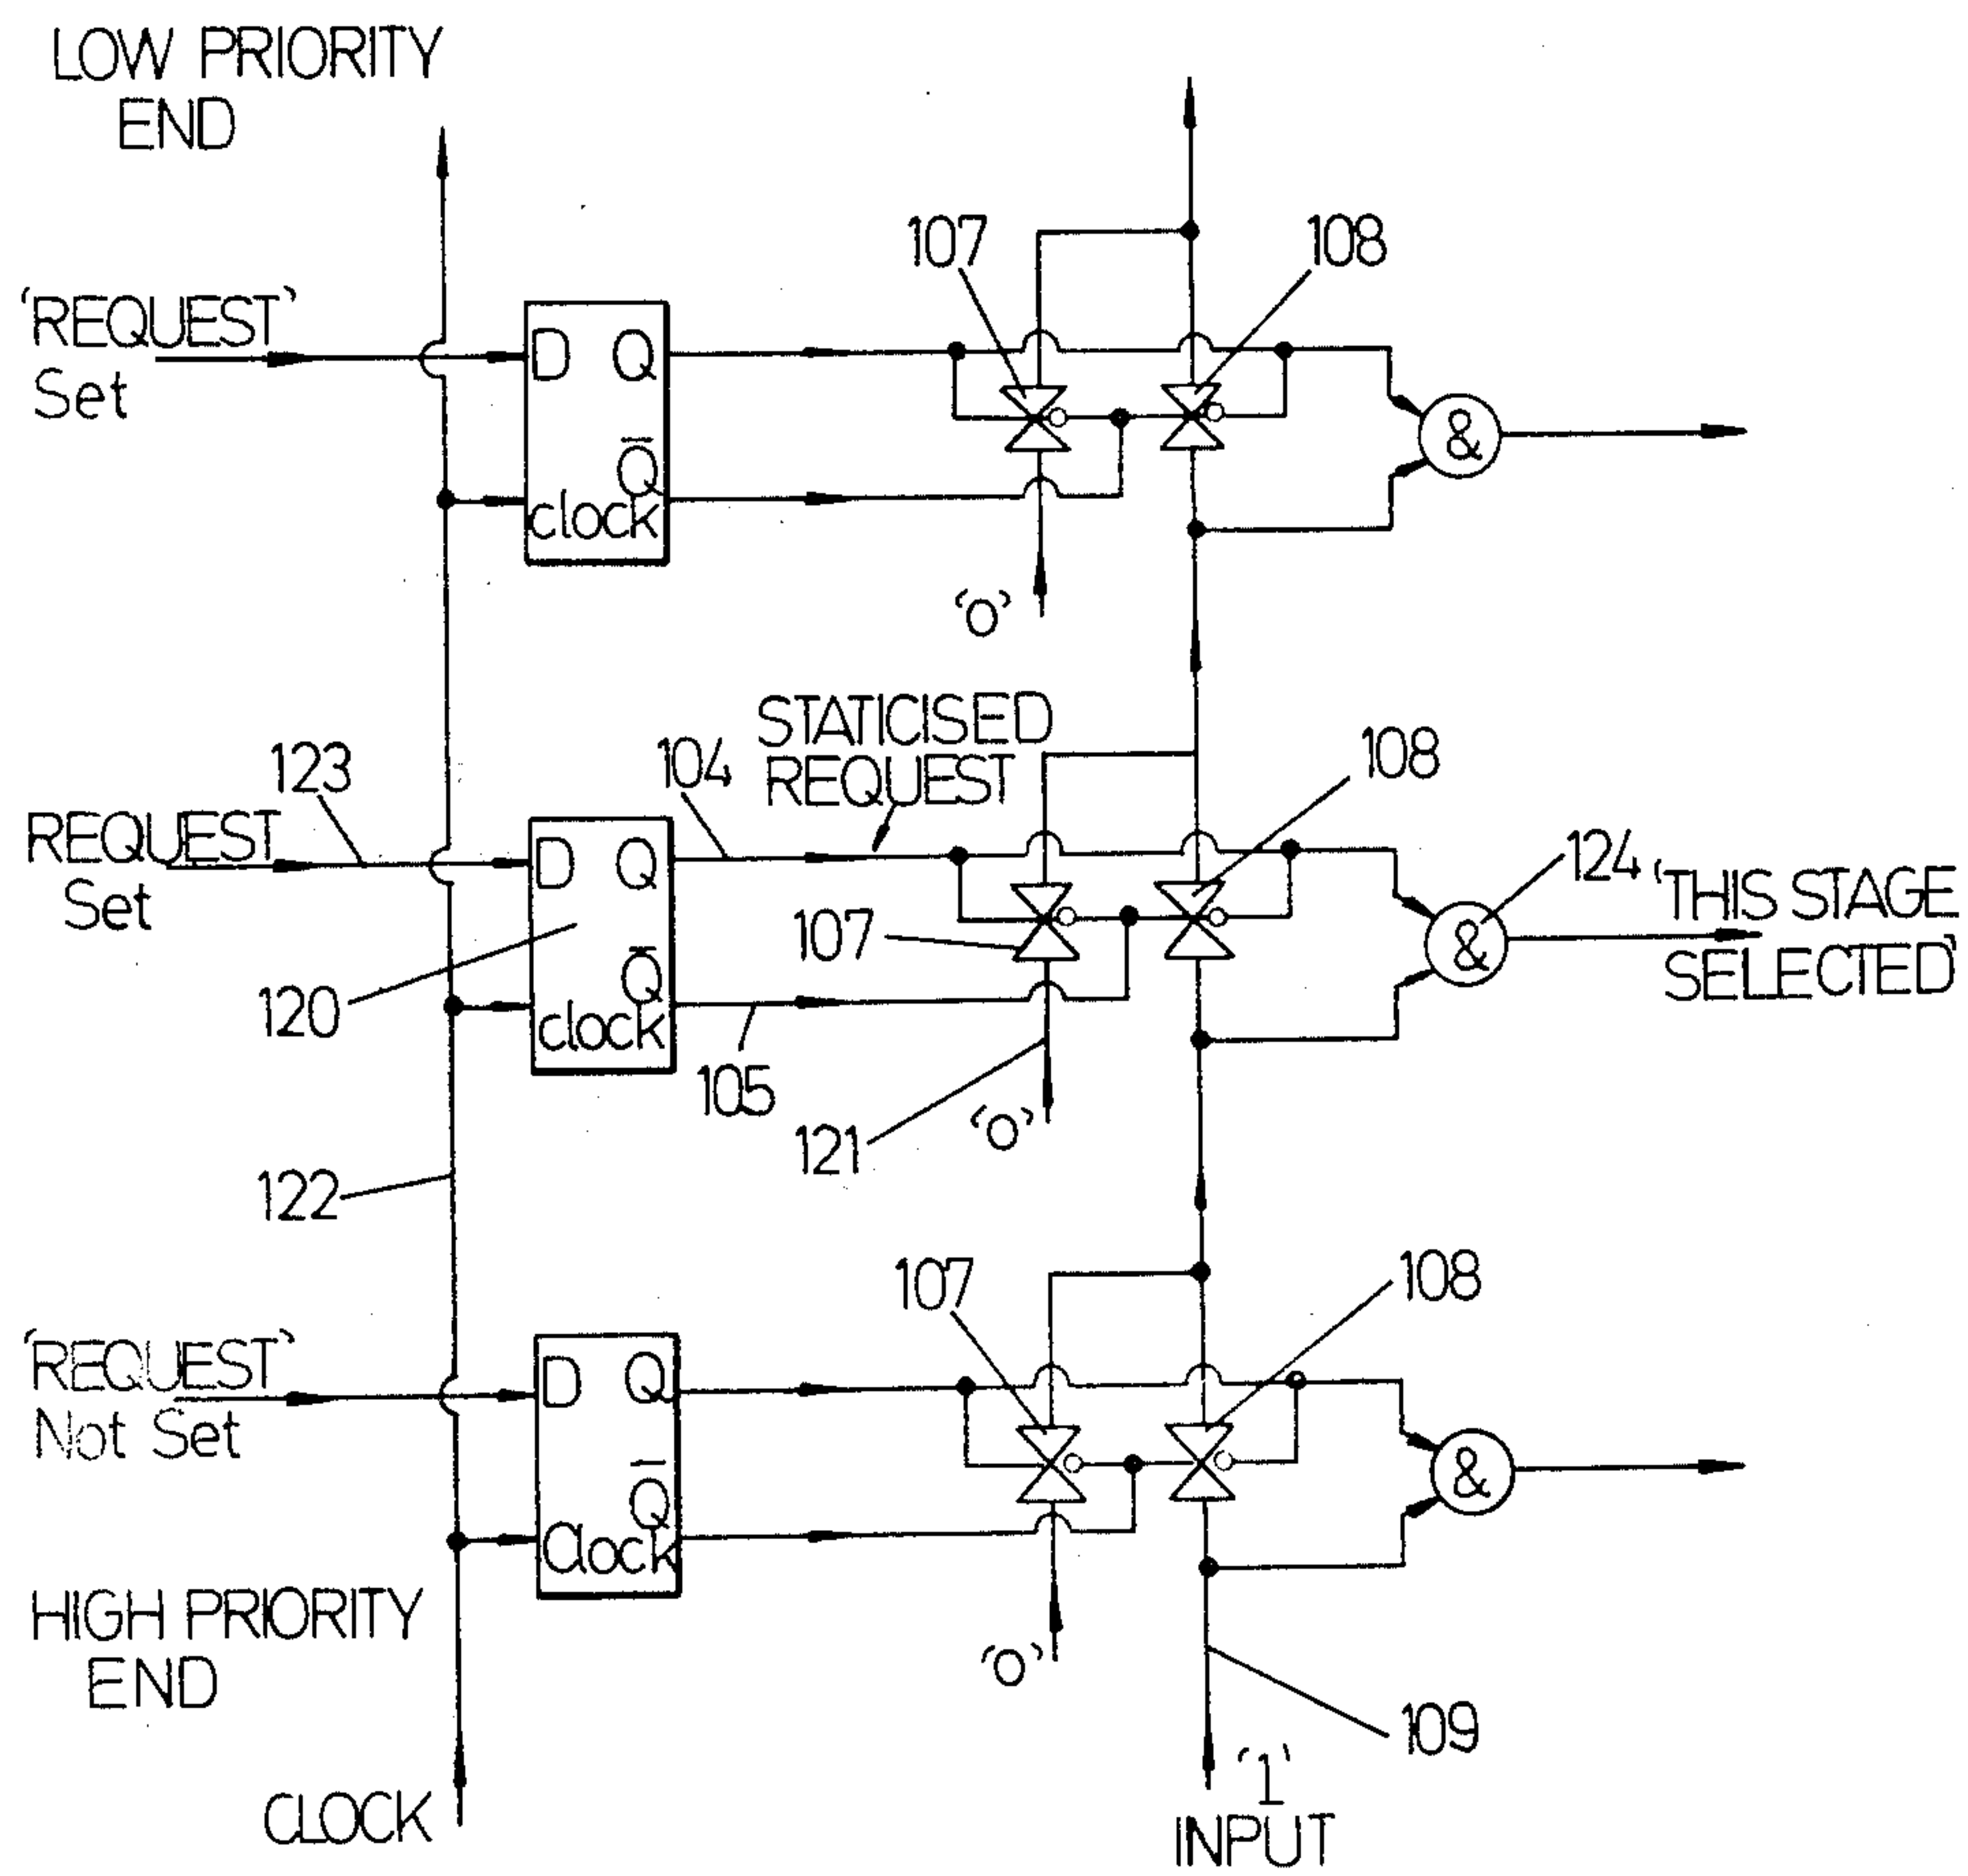 LOW PRIORITY
END
107
108
'REQUEST'
Set
D Q
Q̅
clock
&
'0'
STATICISED
REQUEST
123
104
108
REQUEST
Set
D Q
124
'THIS STAGE
SELECTED'
107
&
120
Q̅
clock
105
121
'0'
122
107
108
'REQUEST'
Not Set
D Q
Q̅
Clock
&
HIGH PRIORITY
END
'0'
109
CLOCK
'1'
INPUT